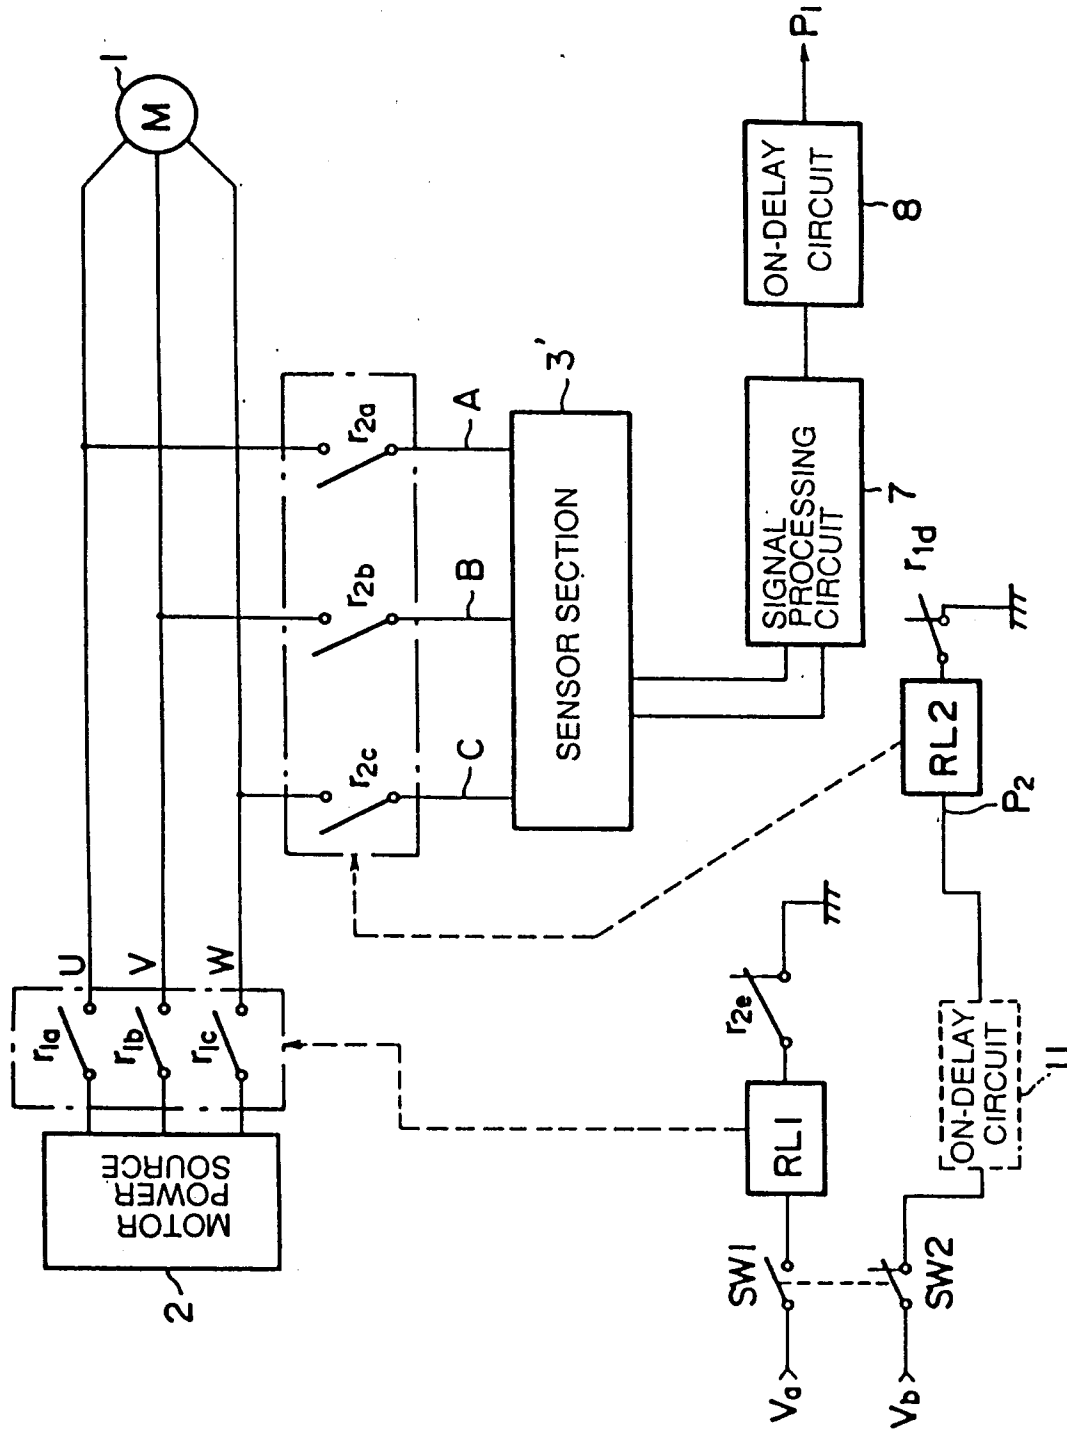 1
M
U
V
W
r1a
r1b
r1c
MOTOR
POWER
SOURCE
2
r2a
r2b
r2c
A
B
C
SENSOR SECTION
3'
ON-DELAY
CIRCUIT
8
P1
SIGNAL
PROCESSING
CIRCUIT
7
r1d
RL2
P2
r2e
RL1
SW1
SW2
Va
Vb
ON-DELAY
CIRCUIT
11